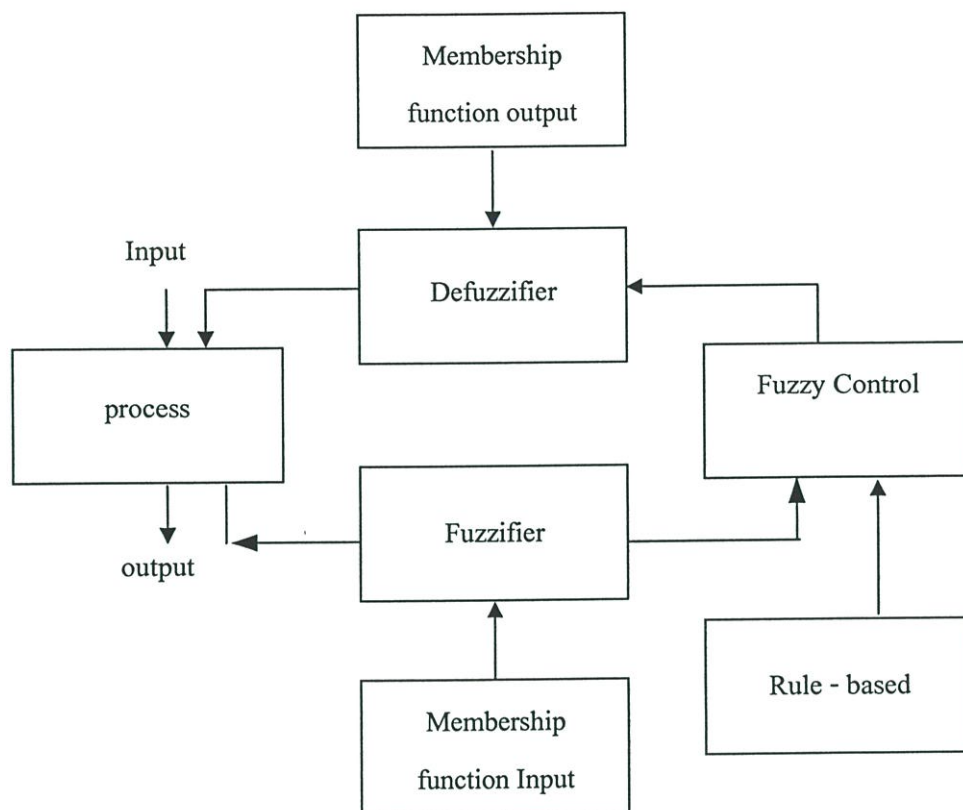 Membership
function output
Input
Defuzzifier
Fuzzy Control
process
Fuzzifier
output
Rule - based
Membership
function Input